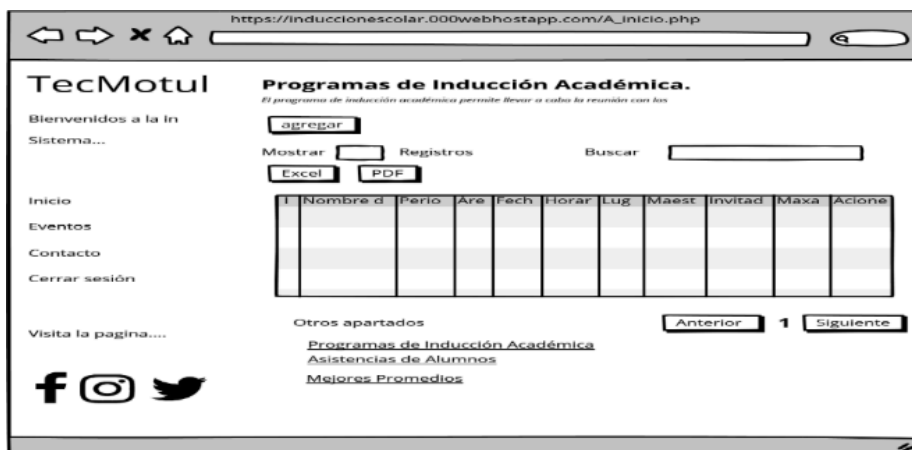 https://induccionescolar.000webhostapp.com/A_inicio.php
TecMotul
Bienvenidos a la in
Sistema...
Inicio
Eventos
Contacto
Cerrar sesión
Visita la pagina....
Programas de Inducción Académica.
El programa de inducción académica permite llevar a cabo la reunión con los
agregar
Mostrar Registros Buscar
Excel PDF
I Nombre d Perio Are Fech Horar Lug Maest Invitad Maxa Acione
Otros apartados
Anterior 1 Siguiente
Programas de Inducción Académica
Asistencias de Alumnos
Mejores Promedios